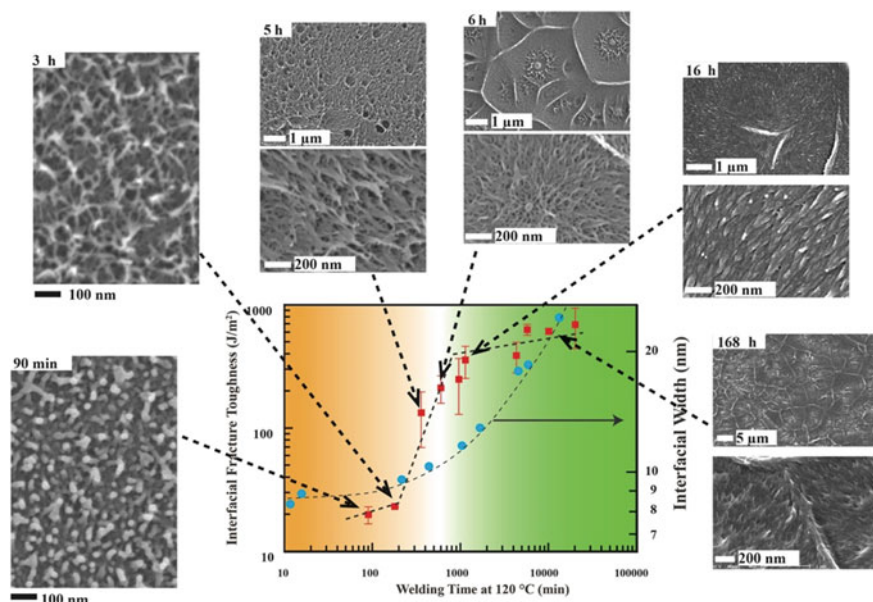 3 h
100 nm
5 h
1 µm
200 nm
6 h
1 µm
200 nm
16 h
1 µm
200 nm
90 min
100 nm
168 h
5 µm
200 nm
Interfacial Fracture Toughness (J/m²)
1000
100
10
Interfacial Width (nm)
20
10
9
8
7
10 100 1000 10000 100000
Welding Time at 120 °C (min)